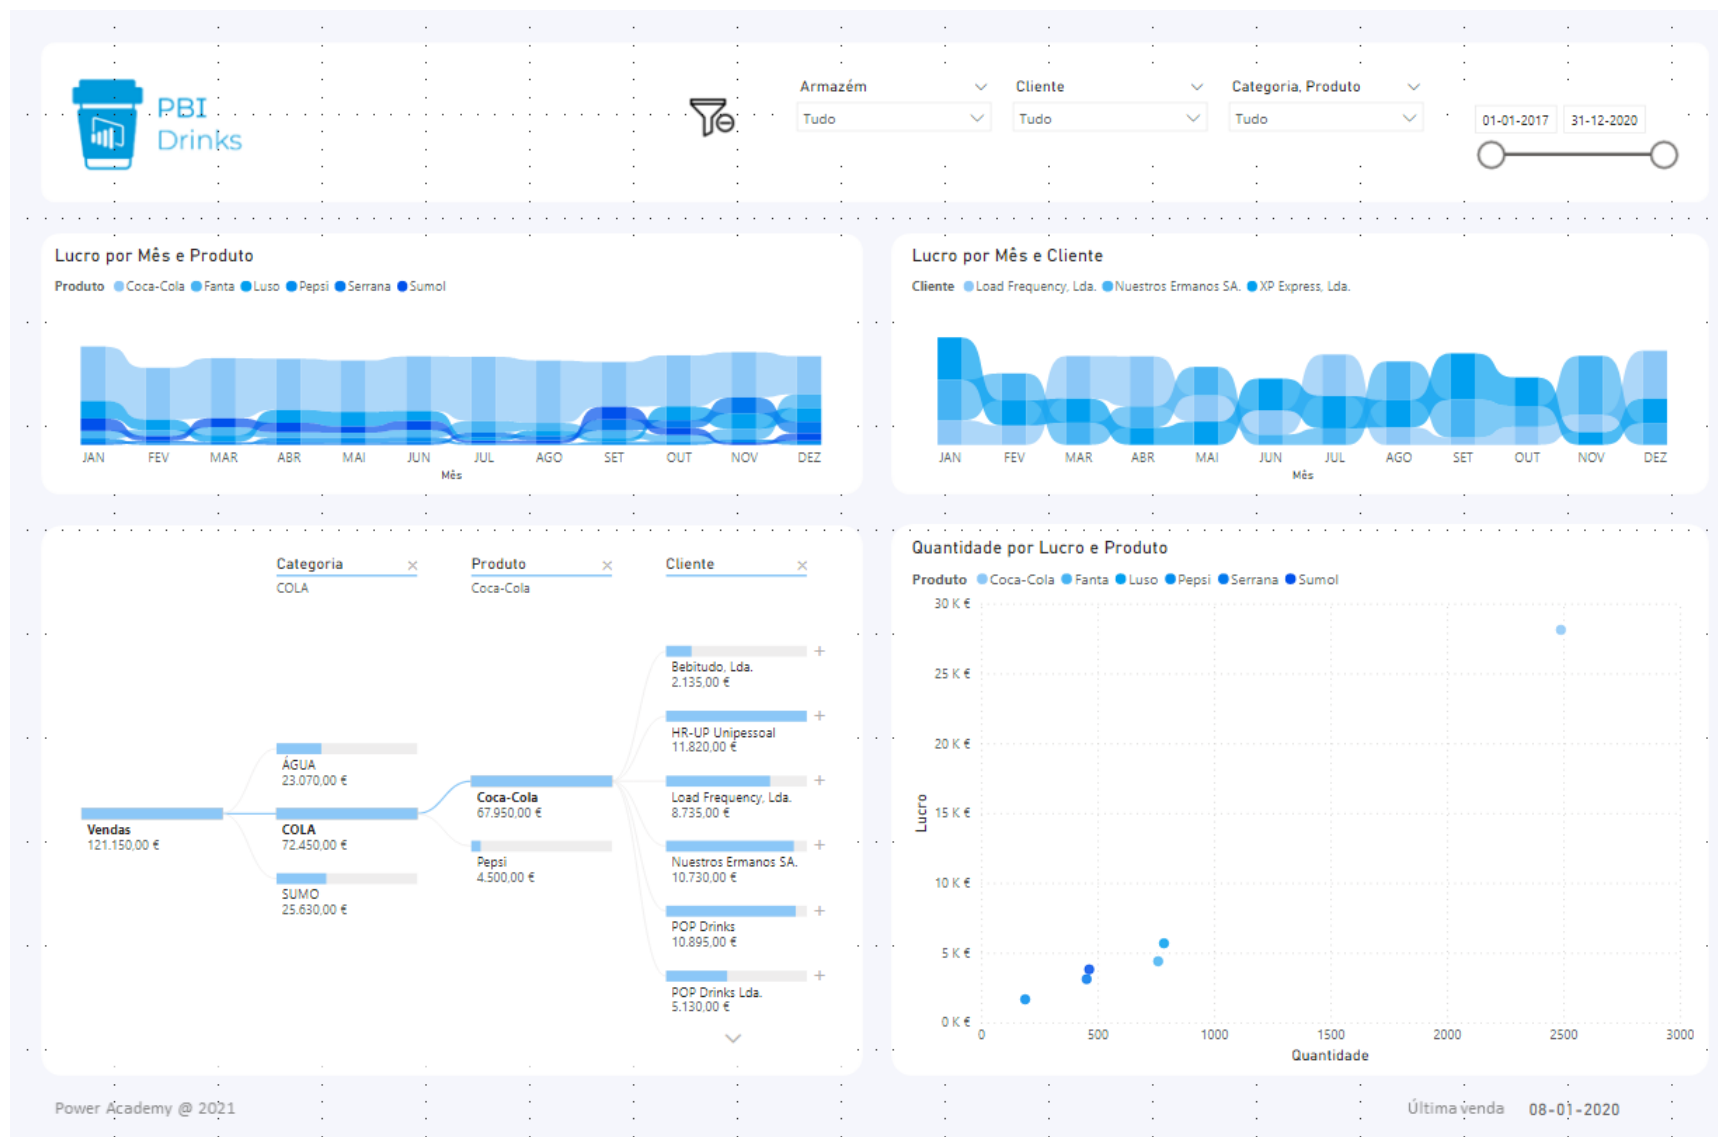 PBI
Drinks
Armazém
Tudo
Cliente
Tudo
Categoria, Produto
Tudo
01-01-2017 31-12-2020
Lucro por Mês e Produto
Produto Coca-Cola Fanta Luso Pepsi Serrana Sumol
JAN FEV MAR ABR MAI JUN JUL AGO SET OUT NOV DEZ
Mês
Lucro por Mês e Cliente
Cliente Load Frequency, Lda. Nuestros Ermanos SA. XP Express, Lda.
JAN FEV MAR ABR MAI JUN JUL AGO SET OUT NOV DEZ
Mês
Categoria
COLA
Produto
Coca-Cola
Cliente
Vendas
121.150,00 €
ÁGUA
23.070,00 €
COLA
72.450,00 €
SUMO
25.630,00 €
Coca-Cola
67.950,00 €
Pepsi
4.500,00 €
Bebitudo, Lda.
2.135,00 €
HR-UP Unipessoal
11.820,00 €
Load Frequency, Lda.
8.735,00 €
Nuestros Ermanos SA.
10.730,00 €
POP Drinks
10.895,00 €
POP Drinks Lda.
5.130,00 €
Quantidade por Lucro e Produto
Produto Coca-Cola Fanta Luso Pepsi Serrana Sumol
30 K €
25 K €
20 K €
15 K €
10 K €
5 K €
0 K €
Lucro
0 500 1000 1500 2000 2500 3000
Quantidade
Power Academy @ 2021
Última venda 08-01-2020